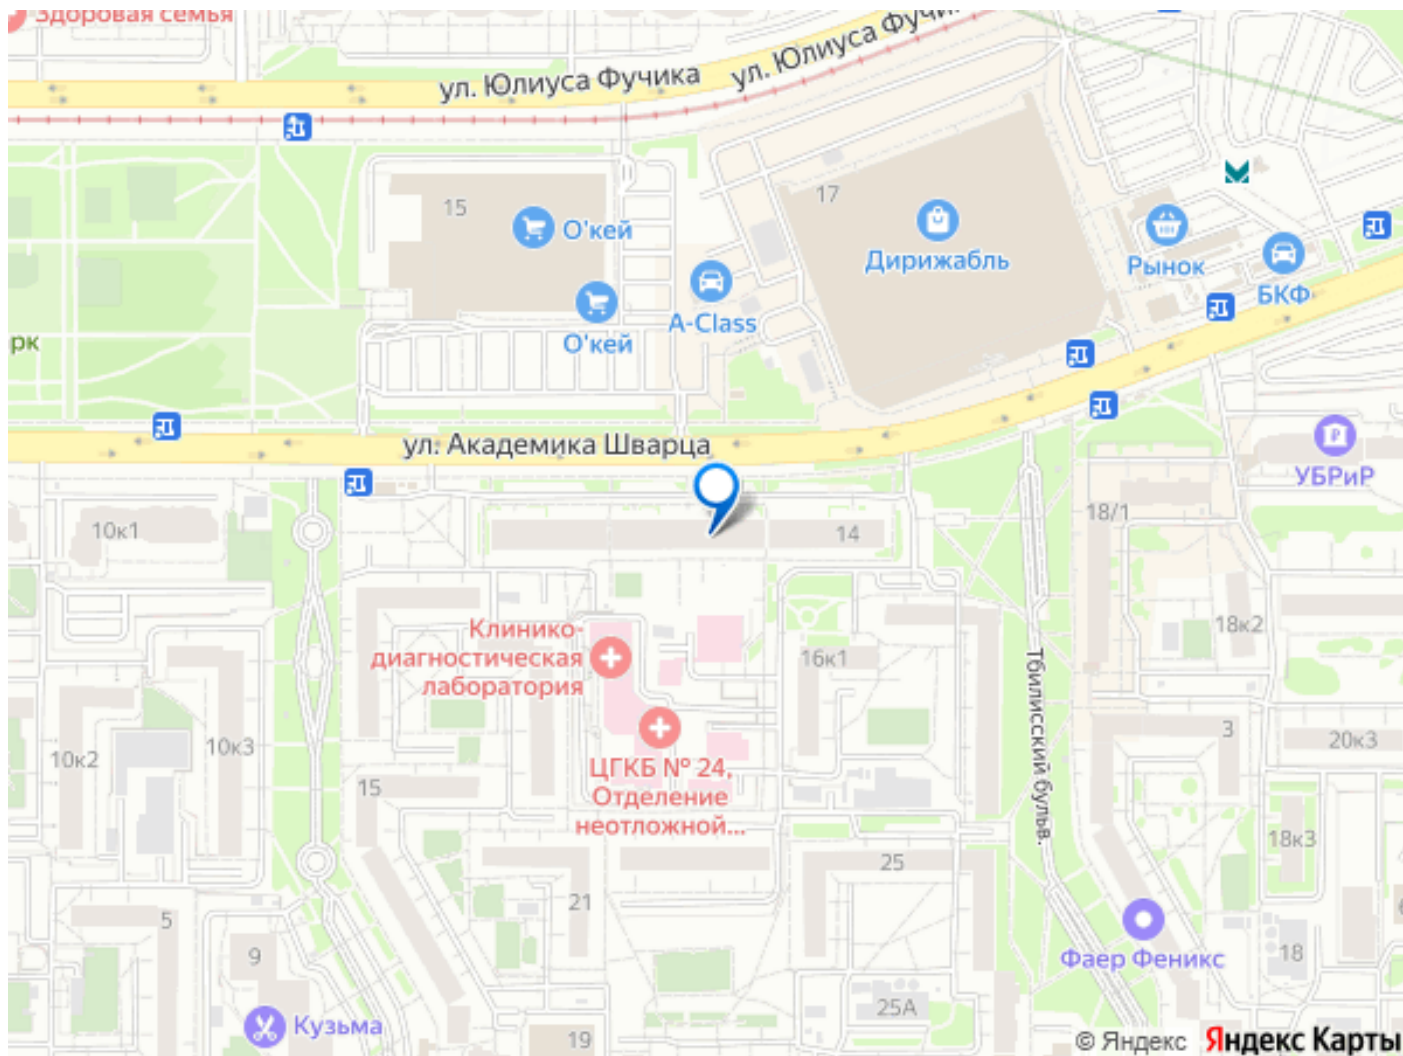 Здоровая семья
ул. Юлиуса Фучика
ул. Юлиуса Фучи
15
О'кей
О'кей
A-Class
17
Дирижабль
Рынок
БКФ
рк
ул. Академика Шварца
УБРиР
10к1
14
18/1
Клинико-
диагностическая
лаборатория
16к1
18к2
Тбилисский бульв.
10к2
10к3
15
ЦГКБ № 24,
Отделение
неотложной...
3
20к3
18к3
25
21
5
9
Кузьма
25А
19
Фаер Феникс
18
© Яндекс
Яндекс Карты